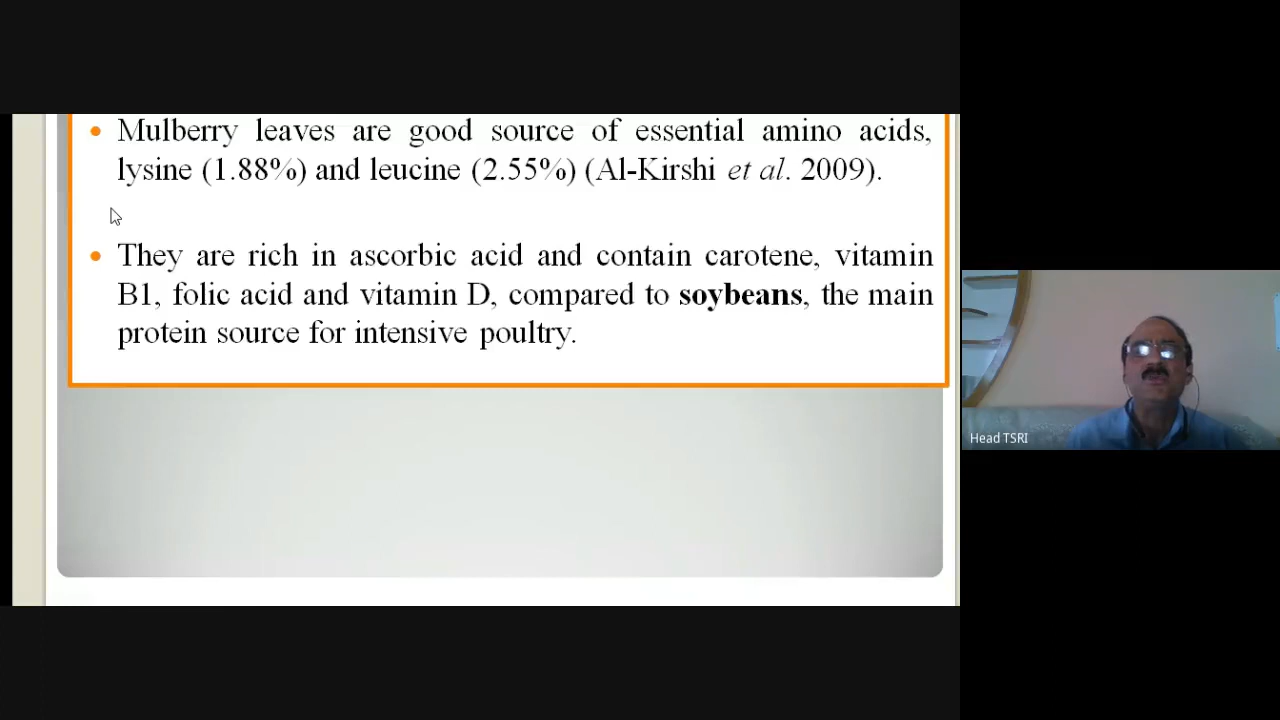 • Mulberry leaves are good source of essential amino acids,
lysine (1.88%) and leucine (2.55%) (Al-Kirshi et al. 2009).
• They are rich in ascorbic acid and contain carotene, vitamin
B1, folic acid and vitamin D, compared to soybeans, the main
protein source for intensive poultry.
Head TSRI